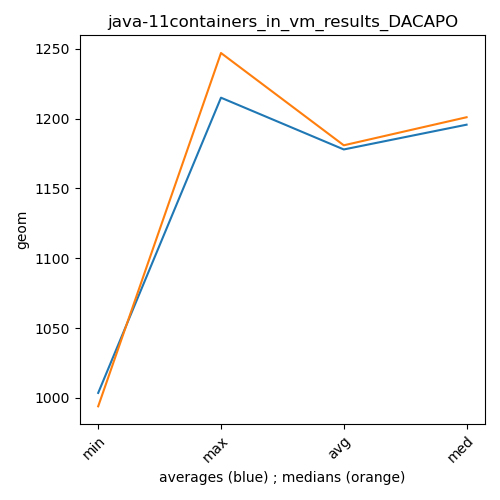 java-11containers_in_vm_results_DACAPO
1250
1200
1150
1100
1050
1000
geom
min
max
avg
med
averages (blue) ; medians (orange)